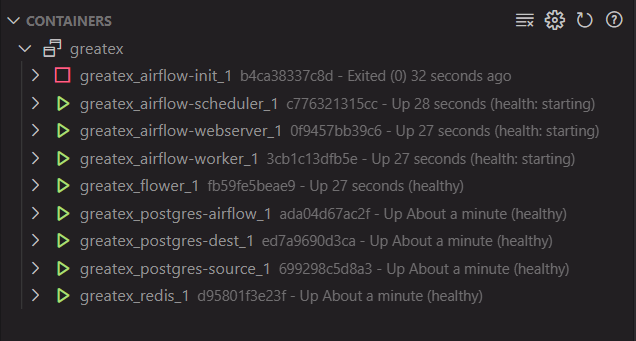 CONTAINERS
greatex
greatex_airflow-init_1 b4ca38337c8d - Exited (0) 32 seconds ago
greatex_airflow-scheduler_1 c776321315cc - Up 28 seconds (health: starting)
greatex_airflow-webserver_1 0f9457bb39c6 - Up 27 seconds (health: starting)
greatex_airflow-worker_1 3cb1c13dfb5e - Up 27 seconds (health: starting)
greatex_flower_1 fb59fe5beae9 - Up 27 seconds (healthy)
greatex_postgres-airflow_1 ada04d67ac2f - Up About a minute (healthy)
greatex_postgres-dest_1 ed7a9690d3ca - Up About a minute (healthy)
greatex_postgres-source_1 699298c5d8a3 - Up About a minute (healthy)
greatex_redis_1 d95801f3e23f - Up About a minute (healthy)